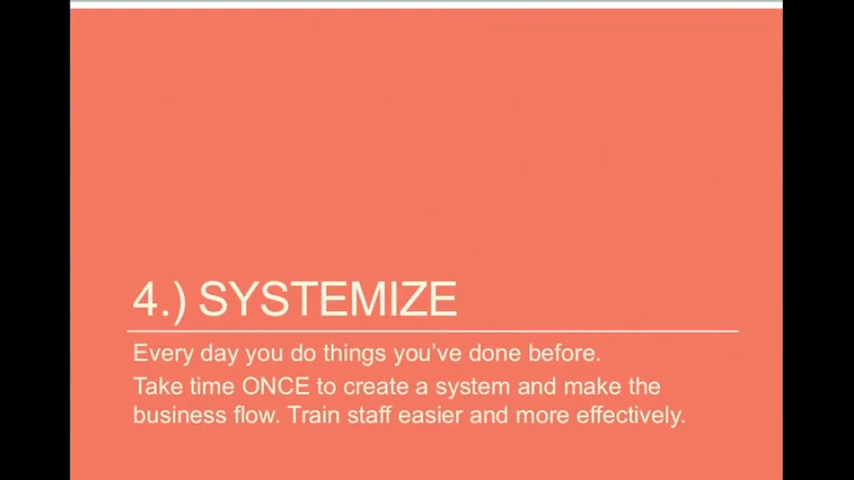 4.) SYSTEMIZE
Every day you do things you’ve done before.
Take time ONCE to create a system and make the
business flow. Train staff easier and more effectively.